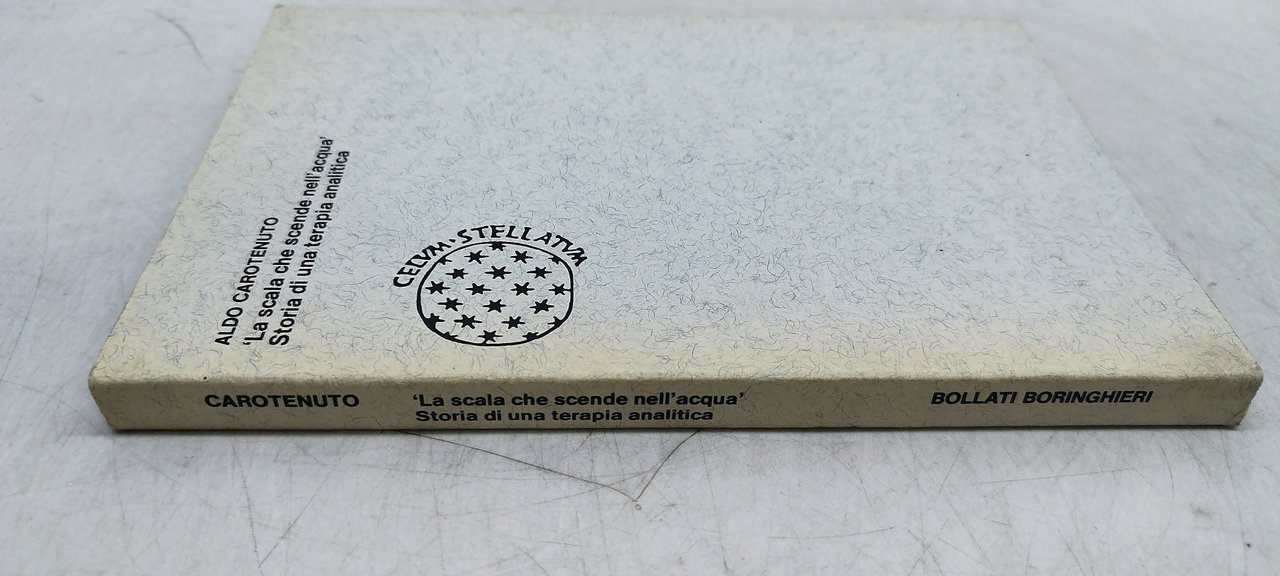 ALDO CAROTENUTO
'La scala che scende nell'acqua'
Storia di una terapia analitica
CELVM·STELLATVM
CAROTENUTO
'La scala che scende nell'acqua'
Storia di una terapia analitica
BOLLATI BORINGHIERI